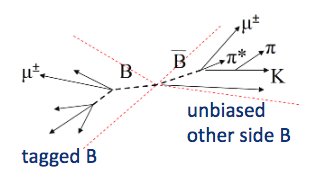 μ±
B̅
π
B
π*
μ±
K
unbiased
other side B
tagged B